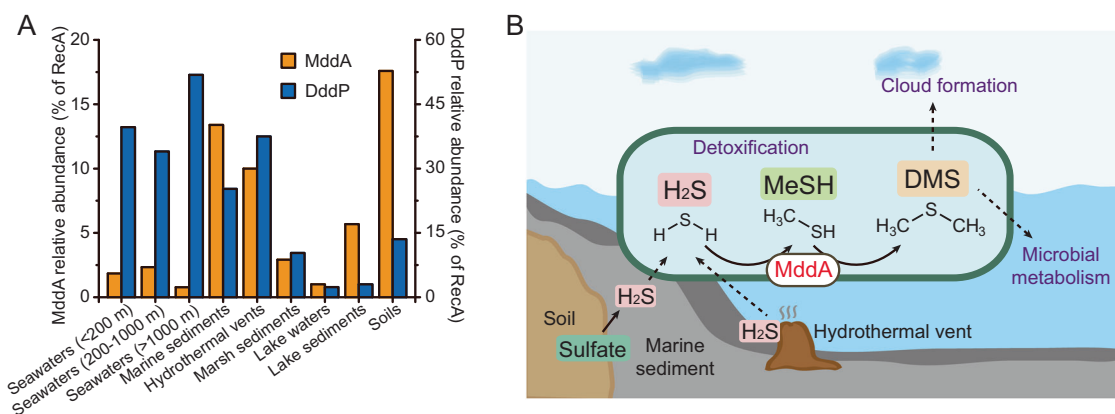 A
MddA relative abundance (% of RecA)
20
15
10
5
0
MddA
DddP
60
45
30
15
0
DddP relative abundance (% of RecA)
Seawaters (<200 m)
Seawaters (200-1000 m)
Seawaters (>1000 m)
Marine sediments
Hydrothermal vents
Marsh sediments
Lake waters
Lake sediments
Soils
B
Cloud formation
Detoxification
H₂S
MeSH
DMS
H
S
H
H₃C
SH
H₃C
S
CH₃
MddA
Microbial
metabolism
H₂S
Soil
Sulfate
Marine
sediment
H₂S
Hydrothermal vent